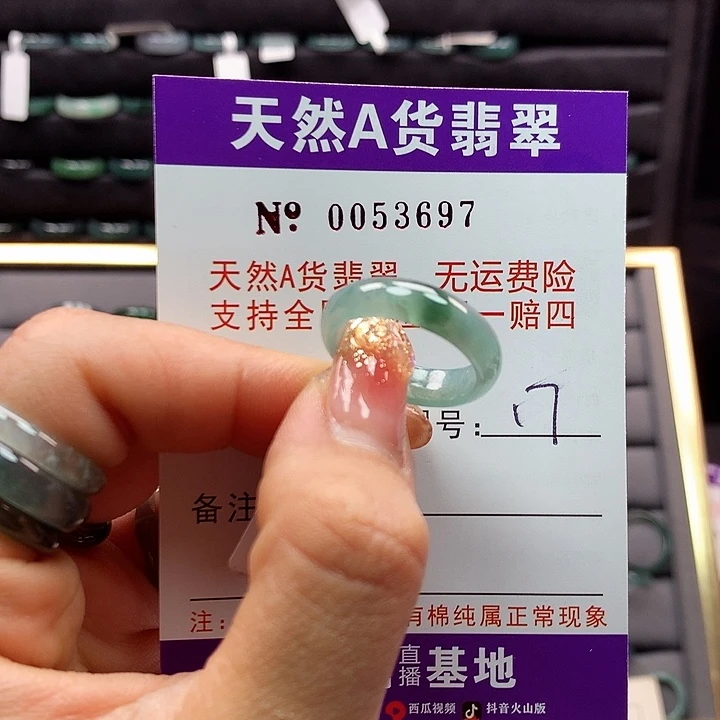 天然A货翡翠
№ 0053697
天然A货翡翠 无运费险
支持全 一赔四
号: 17
备注
注: 有棉纯属正常现象
直播基地
西瓜视频 抖音火山版